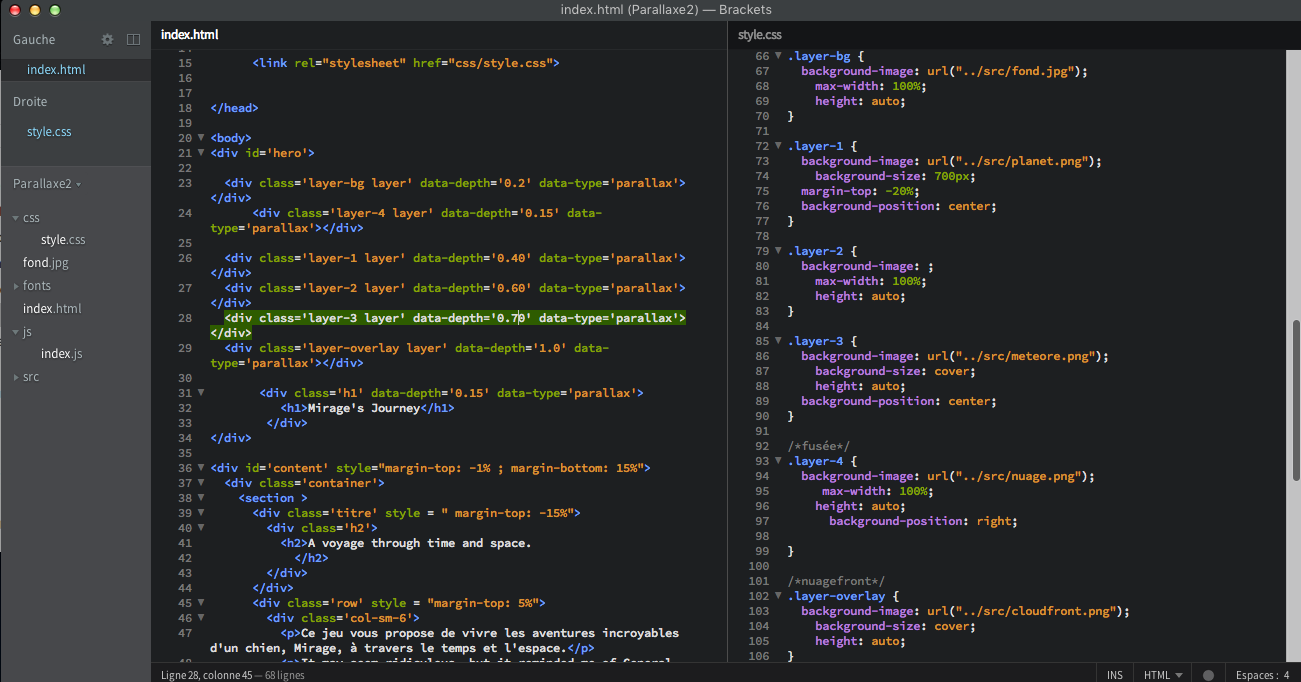 index.html (Parallaxe2) — Brackets
Gauche
index.html
Droite
style.css
Parallaxe2
css
style.css
fond.jpg
fonts
index.html
js
index.js
src
index.html
15 <link rel="stylesheet" href="css/style.css">
16
17
18 </head>
19
20 <body>
21 <div id='hero'>
22
23 <div class='layer-bg layer' data-depth='0.2' data-type='parallax'>
</div>
24 <div class='layer-4 layer' data-depth='0.15' data-
type='parallax'></div>
25
26 <div class='layer-1 layer' data-depth='0.40' data-type='parallax'>
</div>
27 <div class='layer-2 layer' data-depth='0.60' data-type='parallax'>
</div>
28 <div class='layer-3 layer' data-depth='0.70' data-type='parallax'>
</div>
29 <div class='layer-overlay layer' data-depth='1.0' data-
type='parallax'></div>
30
31 <div class='h1' data-depth='0.15' data-type='parallax'>
32 <h1>Mirage's Journey</h1>
33 </div>
34 </div>
35
36 <div id='content' style="margin-top: -1% ; margin-bottom: 15%">
37 <div class='container'>
38 <section >
39 <div class='titre' style = " margin-top: -15%">
40 <div class='h2'>
41 <h2>A voyage through time and space.
42 </h2>
43 </div>
44 </div>
45 <div class='row' style = "margin-top: 5%">
46 <div class='col-sm-6'>
47 <p>Ce jeu vous propose de vivre les aventures incroyables
d'un chien, Mirage, à travers le temps et l'espace.</p>
48 <p>It may seem ridiculous, but it reminded me of General
style.css
66 .layer-bg {
67 background-image: url("../src/fond.jpg");
68 max-width: 100%;
69 height: auto;
70 }
71
72 .layer-1 {
73 background-image: url("../src/planet.png");
74 background-size: 700px;
75 margin-top: -20%;
76 background-position: center;
77 }
78
79 .layer-2 {
80 background-image: ;
81 max-width: 100%;
82 height: auto;
83 }
84
85 .layer-3 {
86 background-image: url("../src/meteore.png");
87 background-size: cover;
88 height: auto;
89 background-position: center;
90 }
91
92 /*fusée*/
93 .layer-4 {
94 background-image: url("../src/nuage.png");
95 max-width: 100%;
96 height: auto;
97 background-position: right;
98
99 }
100
101 /*nuagefront*/
102 .layer-overlay {
103 background-image: url("../src/cloudfront.png");
104 background-size: cover;
105 height: auto;
106 }
Ligne 28, colonne 45 — 68 lignes
INS
HTML
Espaces : 4